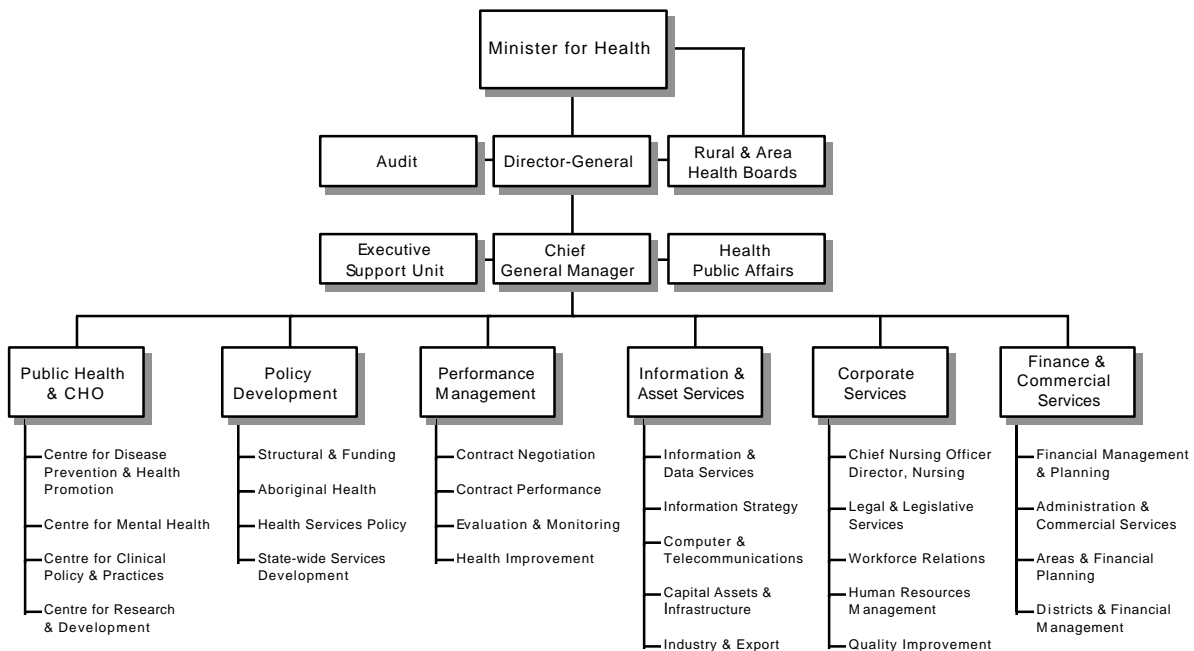 Minister for Health
Audit
Director-General
Rural & Area
Health Boards
Executive
Support Unit
Chief
General Manager
Health
Public Affairs
Public Health
& CHO
Policy
Development
Performance
Management
Information &
Asset Services
Corporate
Services
Finance &
Commercial
Services
Centre for Disease
Prevention & Health
Promotion
Centre for Mental Health
Centre for Clinical
Policy & Practices
Centre for Research
& Development
Structural & Funding
Aboriginal Health
Health Services Policy
State-wide Services
Development
Contract Negotiation
Contract Performance
Evaluation & Monitoring
Health Improvement
Information &
Data Services
Information Strategy
Computer &
Telecommunications
Capital Assets &
Infrastructure
Industry & Export
Chief Nursing Officer
Director, Nursing
Legal & Legislative
Services
Workforce Relations
Human Resources
Management
Quality Improvement
Financial Management
& Planning
Administration &
Commercial Services
Areas & Financial
Planning
Districts & Financial
Management